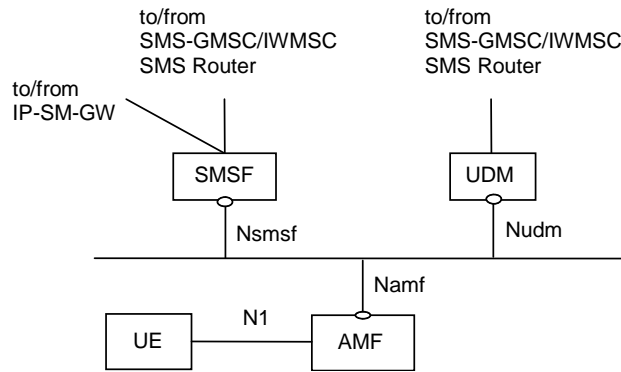 to/from
SMS-GMSC/IWMSC
SMS Router
to/from
SMS-GMSC/IWMSC
SMS Router
to/from
IP-SM-GW
SMSF
UDM
Nsmsf
Nudm
Namf
N1
UE
AMF